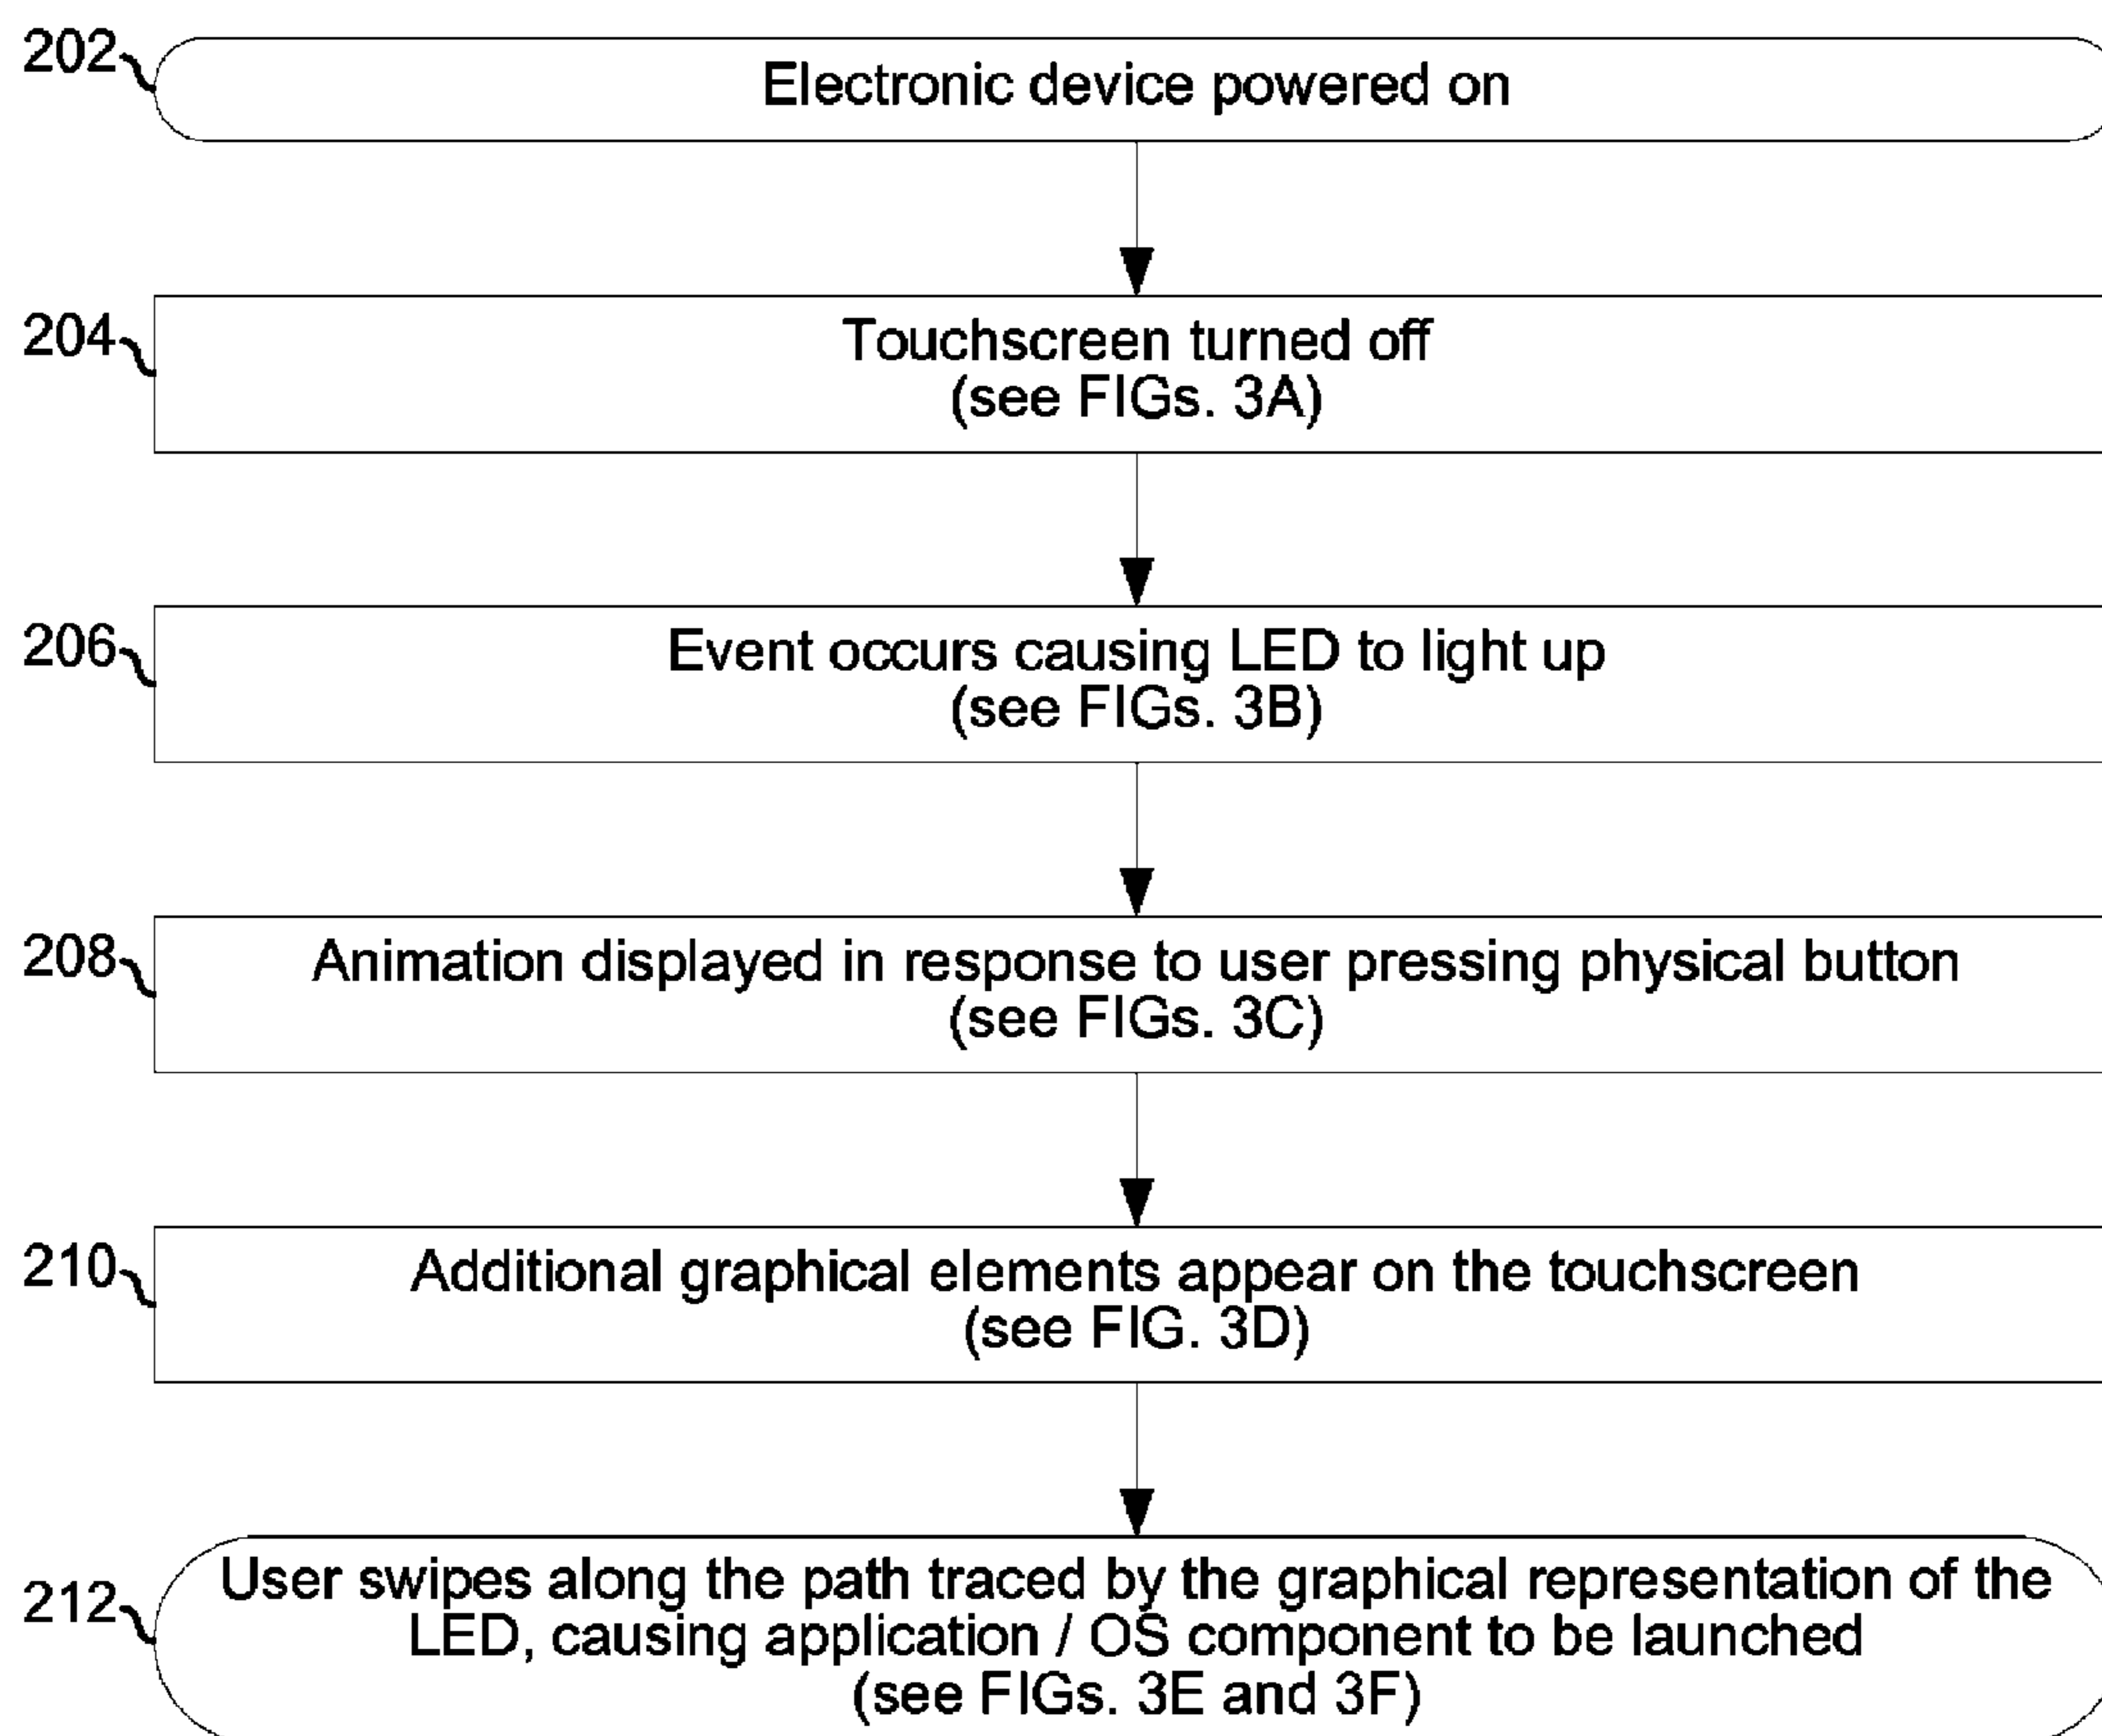 202
Electronic device powered on
204
Touchscreen turned off
(see FIGs. 3A)
206
Event occurs causing LED to light up
(see FIGs. 3B)
208
Animation displayed in response to user pressing physical button
(see FIGs. 3C)
210
Additional graphical elements appear on the touchscreen
(see FIG. 3D)
212
User swipes along the path traced by the graphical representation of the
LED, causing application / OS component to be launched
(see FIGs. 3E and 3F)